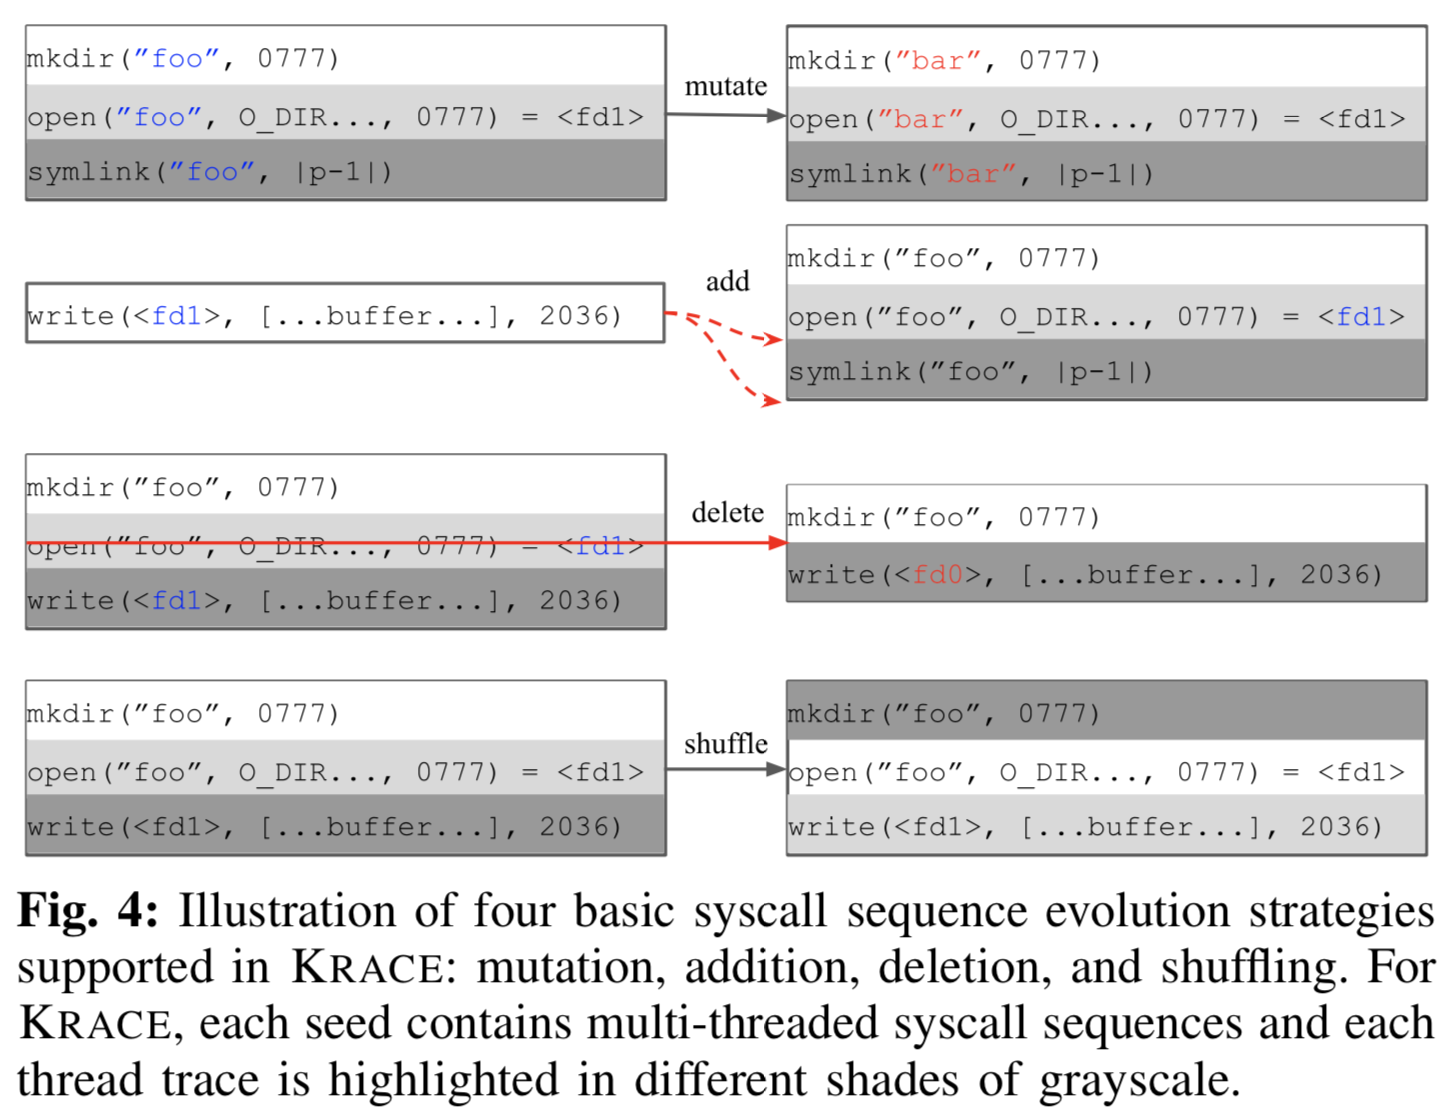 mkdir(”foo”, 0777)
open(”foo”, O_DIR..., 0777) = <fd1>
symlink(”foo”, |p-1|)
mutate
mkdir(”bar”, 0777)
open(”bar”, O_DIR..., 0777) = <fd1>
symlink(”bar”, |p-1|)
write(<fd1>, [...buffer...], 2036)
add
mkdir(”foo”, 0777)
open(”foo”, O_DIR..., 0777) = <fd1>
symlink(”foo”, |p-1|)
mkdir(”foo”, 0777)
open(”foo”, O_DIR..., 0777) = <fd1>
write(<fd1>, [...buffer...], 2036)
delete
mkdir(”foo”, 0777)
write(<fd0>, [...buffer...], 2036)
mkdir(”foo”, 0777)
open(”foo”, O_DIR..., 0777) = <fd1>
write(<fd1>, [...buffer...], 2036)
shuffle
mkdir(”foo”, 0777)
open(”foo”, O_DIR..., 0777) = <fd1>
write(<fd1>, [...buffer...], 2036)
Fig. 4: Illustration of four basic syscall sequence evolution strategies
supported in KRACE: mutation, addition, deletion, and shuffling. For
KRACE, each seed contains multi-threaded syscall sequences and each
thread trace is highlighted in different shades of grayscale.